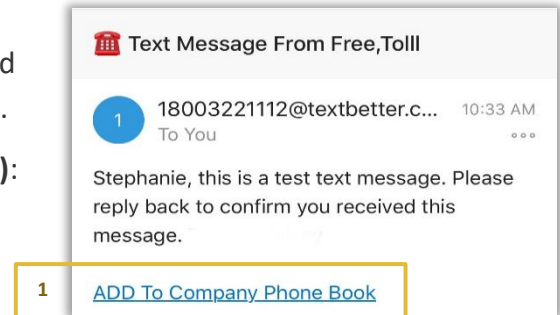 Text Message From Free,Tolll
d
18003221112@textbetter.c... 10:33 AM
1
To You
.
):
Stephanie, this is a test text message. Please
reply back to confirm you received this
message.
1 ADD To Company Phone Book